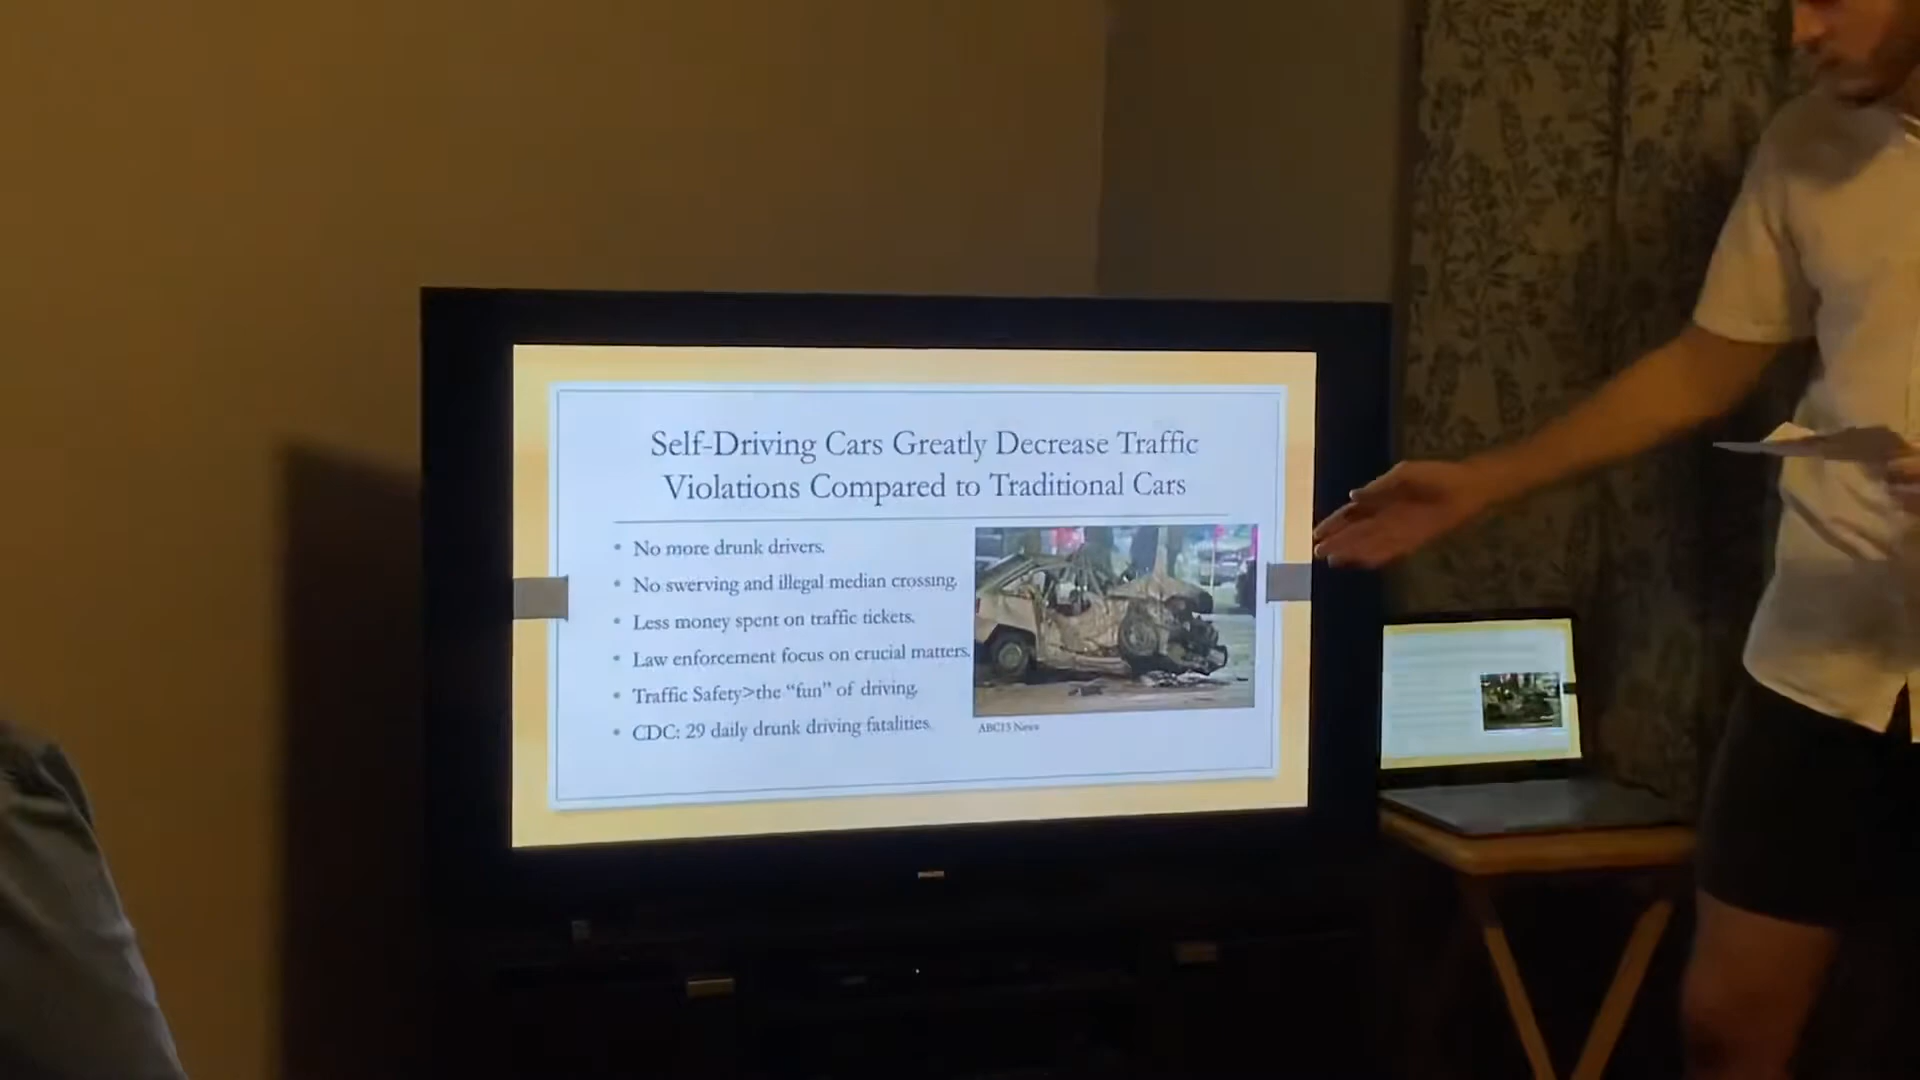 Self-Driving Cars Greatly Decrease Traffic
Violations Compared to Traditional Cars
• No more drunk drivers.
• No swerving and illegal median crossing.
• Less money spent on traffic tickets.
• Law enforcement focus on crucial matters.
• Traffic Safety>the “fun” of driving.
• CDC: 29 daily drunk driving fatalities.
ABC15 News
PHILIPS